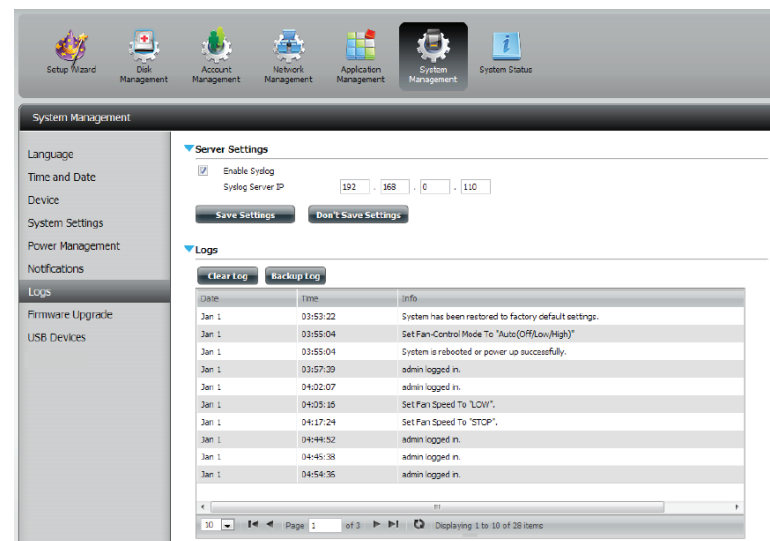 Setup Wizard
Disk Management
Account Management
Network Management
Application Management
System Management
System Status
System Management
Language
Time and Date
Device
System Settings
Power Management
Notifications
Logs
Firmware Upgrade
USB Devices
Server Settings
Enable Syslog
Syslog Server IP 192 . 168 . 0 . 110
Save Settings Don't Save Settings
Logs
Clear Log Backup Log
Date Time Info
Jan 1 03:53:22 System has been restored to factory default settings.
Jan 1 03:55:04 Set Fan-Control Mode To "Auto(Off/Low/High)"
Jan 1 03:55:04 System is rebooted or power up successfully.
Jan 1 03:57:39 admin logged in.
Jan 1 04:02:07 admin logged in.
Jan 1 04:05:16 Set Fan Speed To "LOW".
Jan 1 04:17:24 Set Fan Speed To "STOP".
Jan 1 04:44:52 admin logged in.
Jan 1 04:45:38 admin logged in.
Jan 1 04:54:36 admin logged in.
10 Page 1 of 3 Displaying 1 to 10 of 28 items